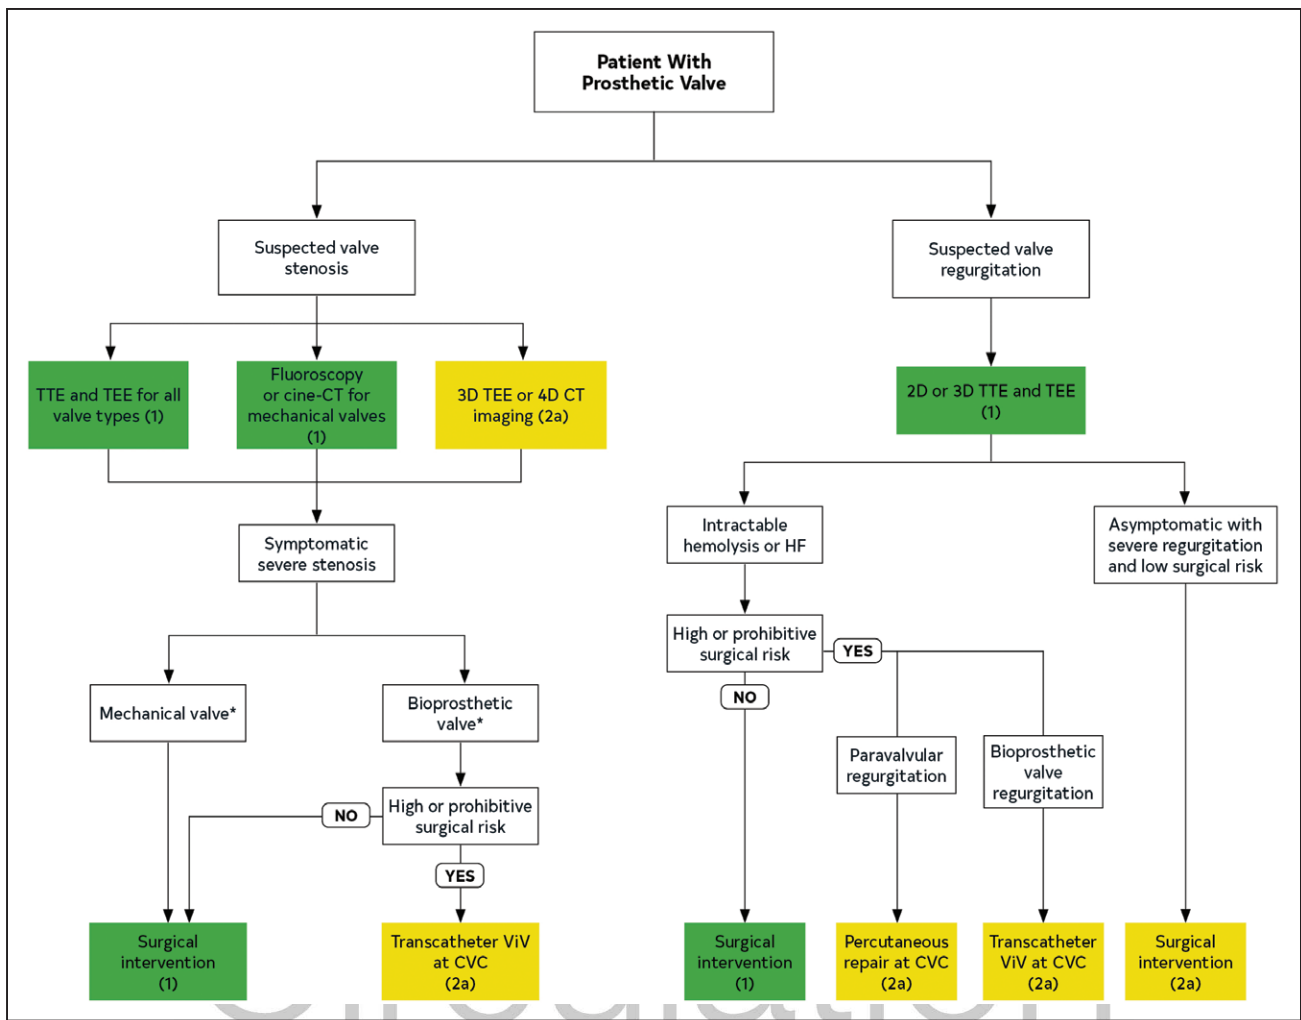 Patient With
Prosthetic Valve
Suspected valve
stenosis
Suspected valve
regurgitation
TTE and TEE for all
valve types (1)
Fluoroscopy
or cine-CT for
mechanical valves
(1)
3D TEE or 4D CT
imaging (2a)
2D or 3D TTE and TEE
(1)
Symptomatic
severe stenosis
Intractable
hemolysis or HF
Asymptomatic with
severe regurgitation
and low surgical risk
High or prohibitive
surgical risk
YES
NO
Mechanical valve*
Bioprosthetic
valve*
Paravalvular
regurgitation
Bioprosthetic
valve
regurgitation
High or prohibitive
surgical risk
NO
YES
Surgical
intervention
(1)
Transcatheter ViV
at CVC
(2a)
Surgical
intervention
(1)
Percutaneous
repair at CVC
(2a)
Transcatheter
ViV at CVC
(2a)
Surgical
intervention
(2a)
Circulation